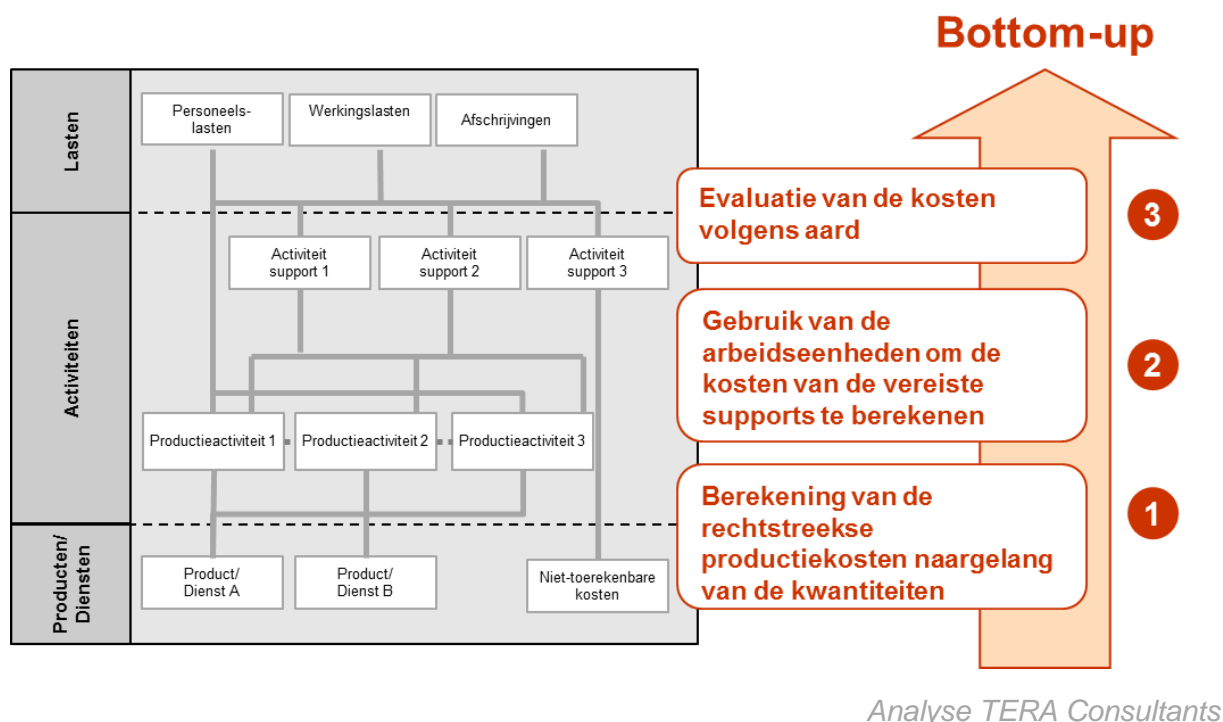 Bottom-up
Lasten
Personeels-
lasten
Werkingslasten
Afschrijvingen
Evaluatie van de kosten
volgens aard
3
Activiteiten
Activiteit
support 1
Activiteit
support 2
Activiteit
support 3
Gebruik van de
arbeidseenheden om de
kosten van de vereiste
supports te berekenen
2
Productieactiviteit 1
Productieactiviteit 2
Productieactiviteit 3
Berekening van de
rechtstreekse
productiekosten naargelang
van de kwantiteiten
1
Producten/
Diensten
Product/
Dienst A
Product/
Dienst B
Niet-toerekenbare
kosten
Analyse TERA Consultants